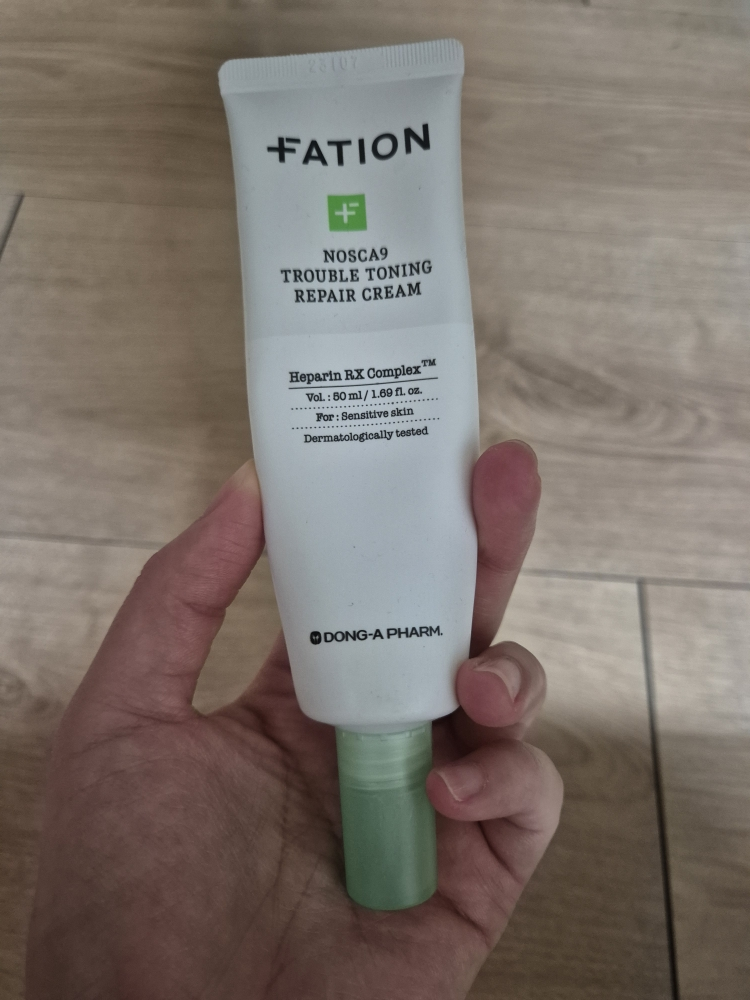 23107
FATION
NOSCA9
TROUBLE TONING
REPAIR CREAM
Heparin RX Complex™
Vol. : 50 ml / 1.69 fl. oz.
For : Sensitive skin
Dermatologically tested
DONG-A PHARM.